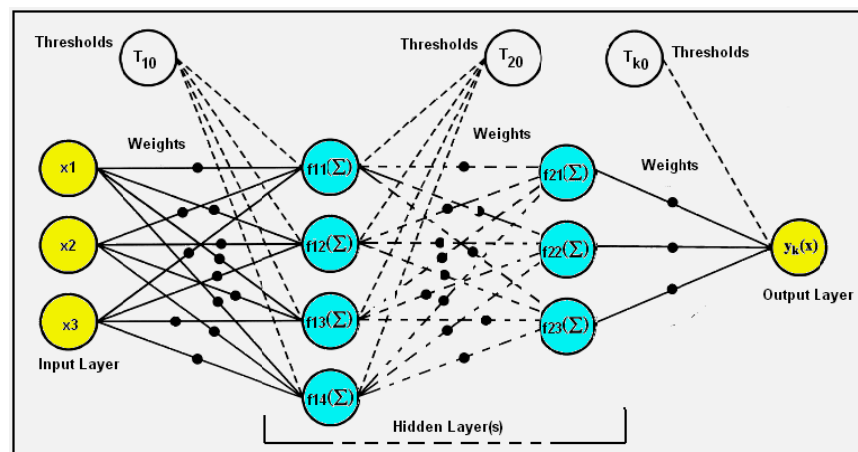 Thresholds
T10
Thresholds
T20
Tk0
Thresholds
Weights
Weights
Weights
x1
f11(Σ)
f21(Σ)
x2
f12(Σ)
f22(Σ)
yk(x)
Output Layer
x3
f13(Σ)
f23(Σ)
Input Layer
f14(Σ)
Hidden Layer(s)